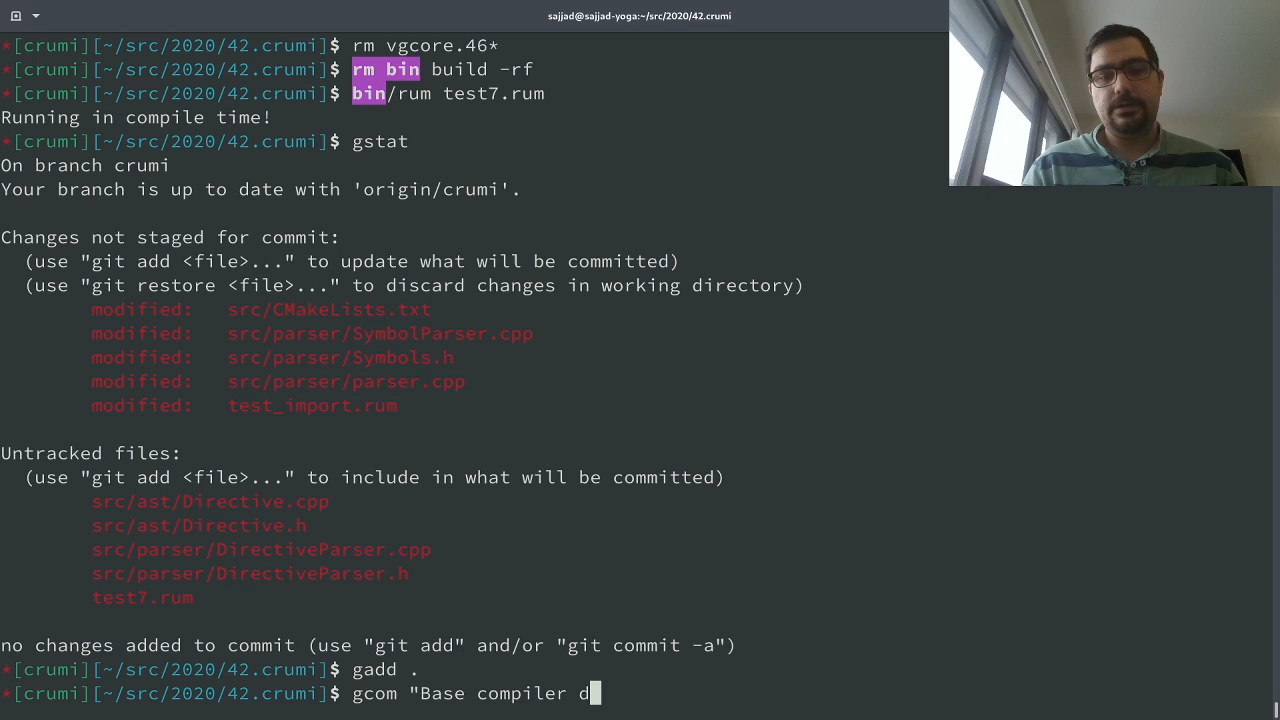 sajjad@sajjad-yoga:~/src/2020/42.crumi
*[crumi][~/src/2020/42.crumi]$ rm vgcore.46*
*[crumi][~/src/2020/42.crumi]$ rm bin build -rf
*[crumi][~/src/2020/42.crumi]$ bin/rum test7.rum
Running in compile time!
*[crumi][~/src/2020/42.crumi]$ gstat
On branch crumi
Your branch is up to date with 'origin/crumi'.
Changes not staged for commit:
(use "git add <file>..." to update what will be committed)
(use "git restore <file>..." to discard changes in working directory)
modified: src/CMakeLists.txt
modified: src/parser/SymbolParser.cpp
modified: src/parser/Symbols.h
modified: src/parser/parser.cpp
modified: test_import.rum
Untracked files:
(use "git add <file>..." to include in what will be committed)
src/ast/Directive.cpp
src/ast/Directive.h
src/parser/DirectiveParser.cpp
src/parser/DirectiveParser.h
test7.rum
no changes added to commit (use "git add" and/or "git commit -a")
*[crumi][~/src/2020/42.crumi]$ gadd .
*[crumi][~/src/2020/42.crumi]$ gcom "Base compiler d